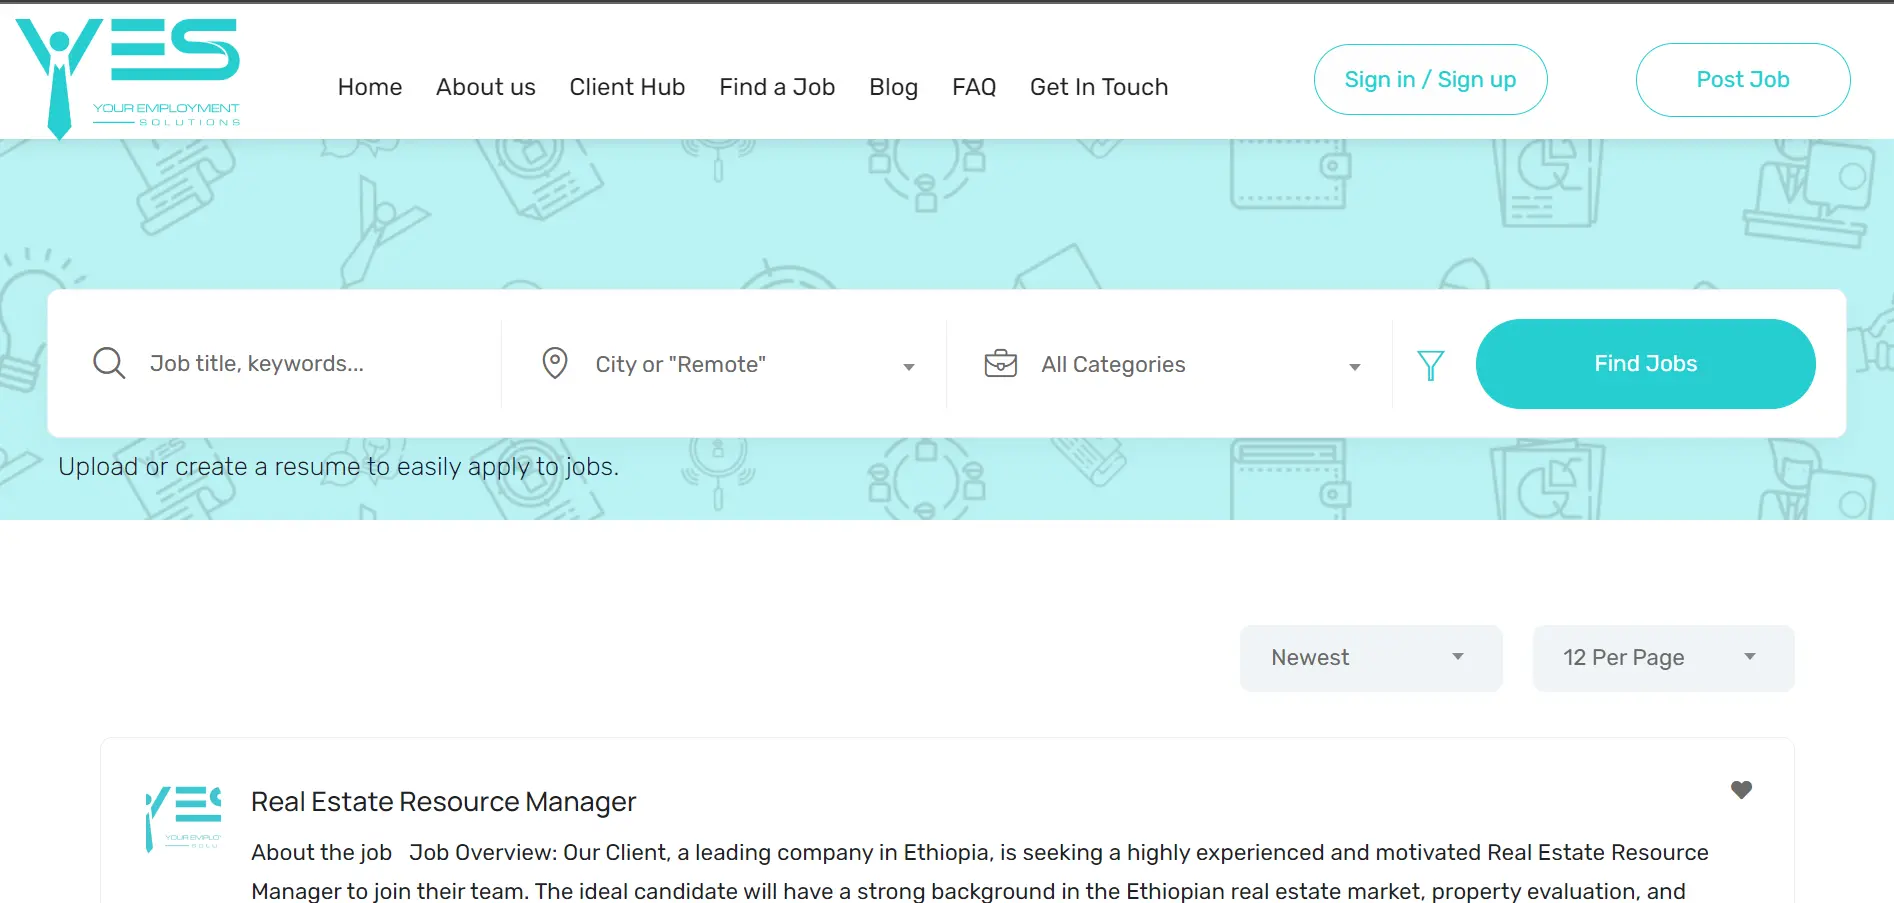 YES
YOUR EMPLOYMENT
SOLUTIONS
Home About us Client Hub Find a Job Blog FAQ Get In Touch Sign in / Sign up Post Job
Job title, keywords... City or "Remote" All Categories Find Jobs
Upload or create a resume to easily apply to jobs.
Newest 12 Per Page
YES
YOUR EMPLO
SOLU
Real Estate Resource Manager
About the job Job Overview: Our Client, a leading company in Ethiopia, is seeking a highly experienced and motivated Real Estate Resource
Manager to join their team. The ideal candidate will have a strong background in the Ethiopian real estate market, property evaluation, and